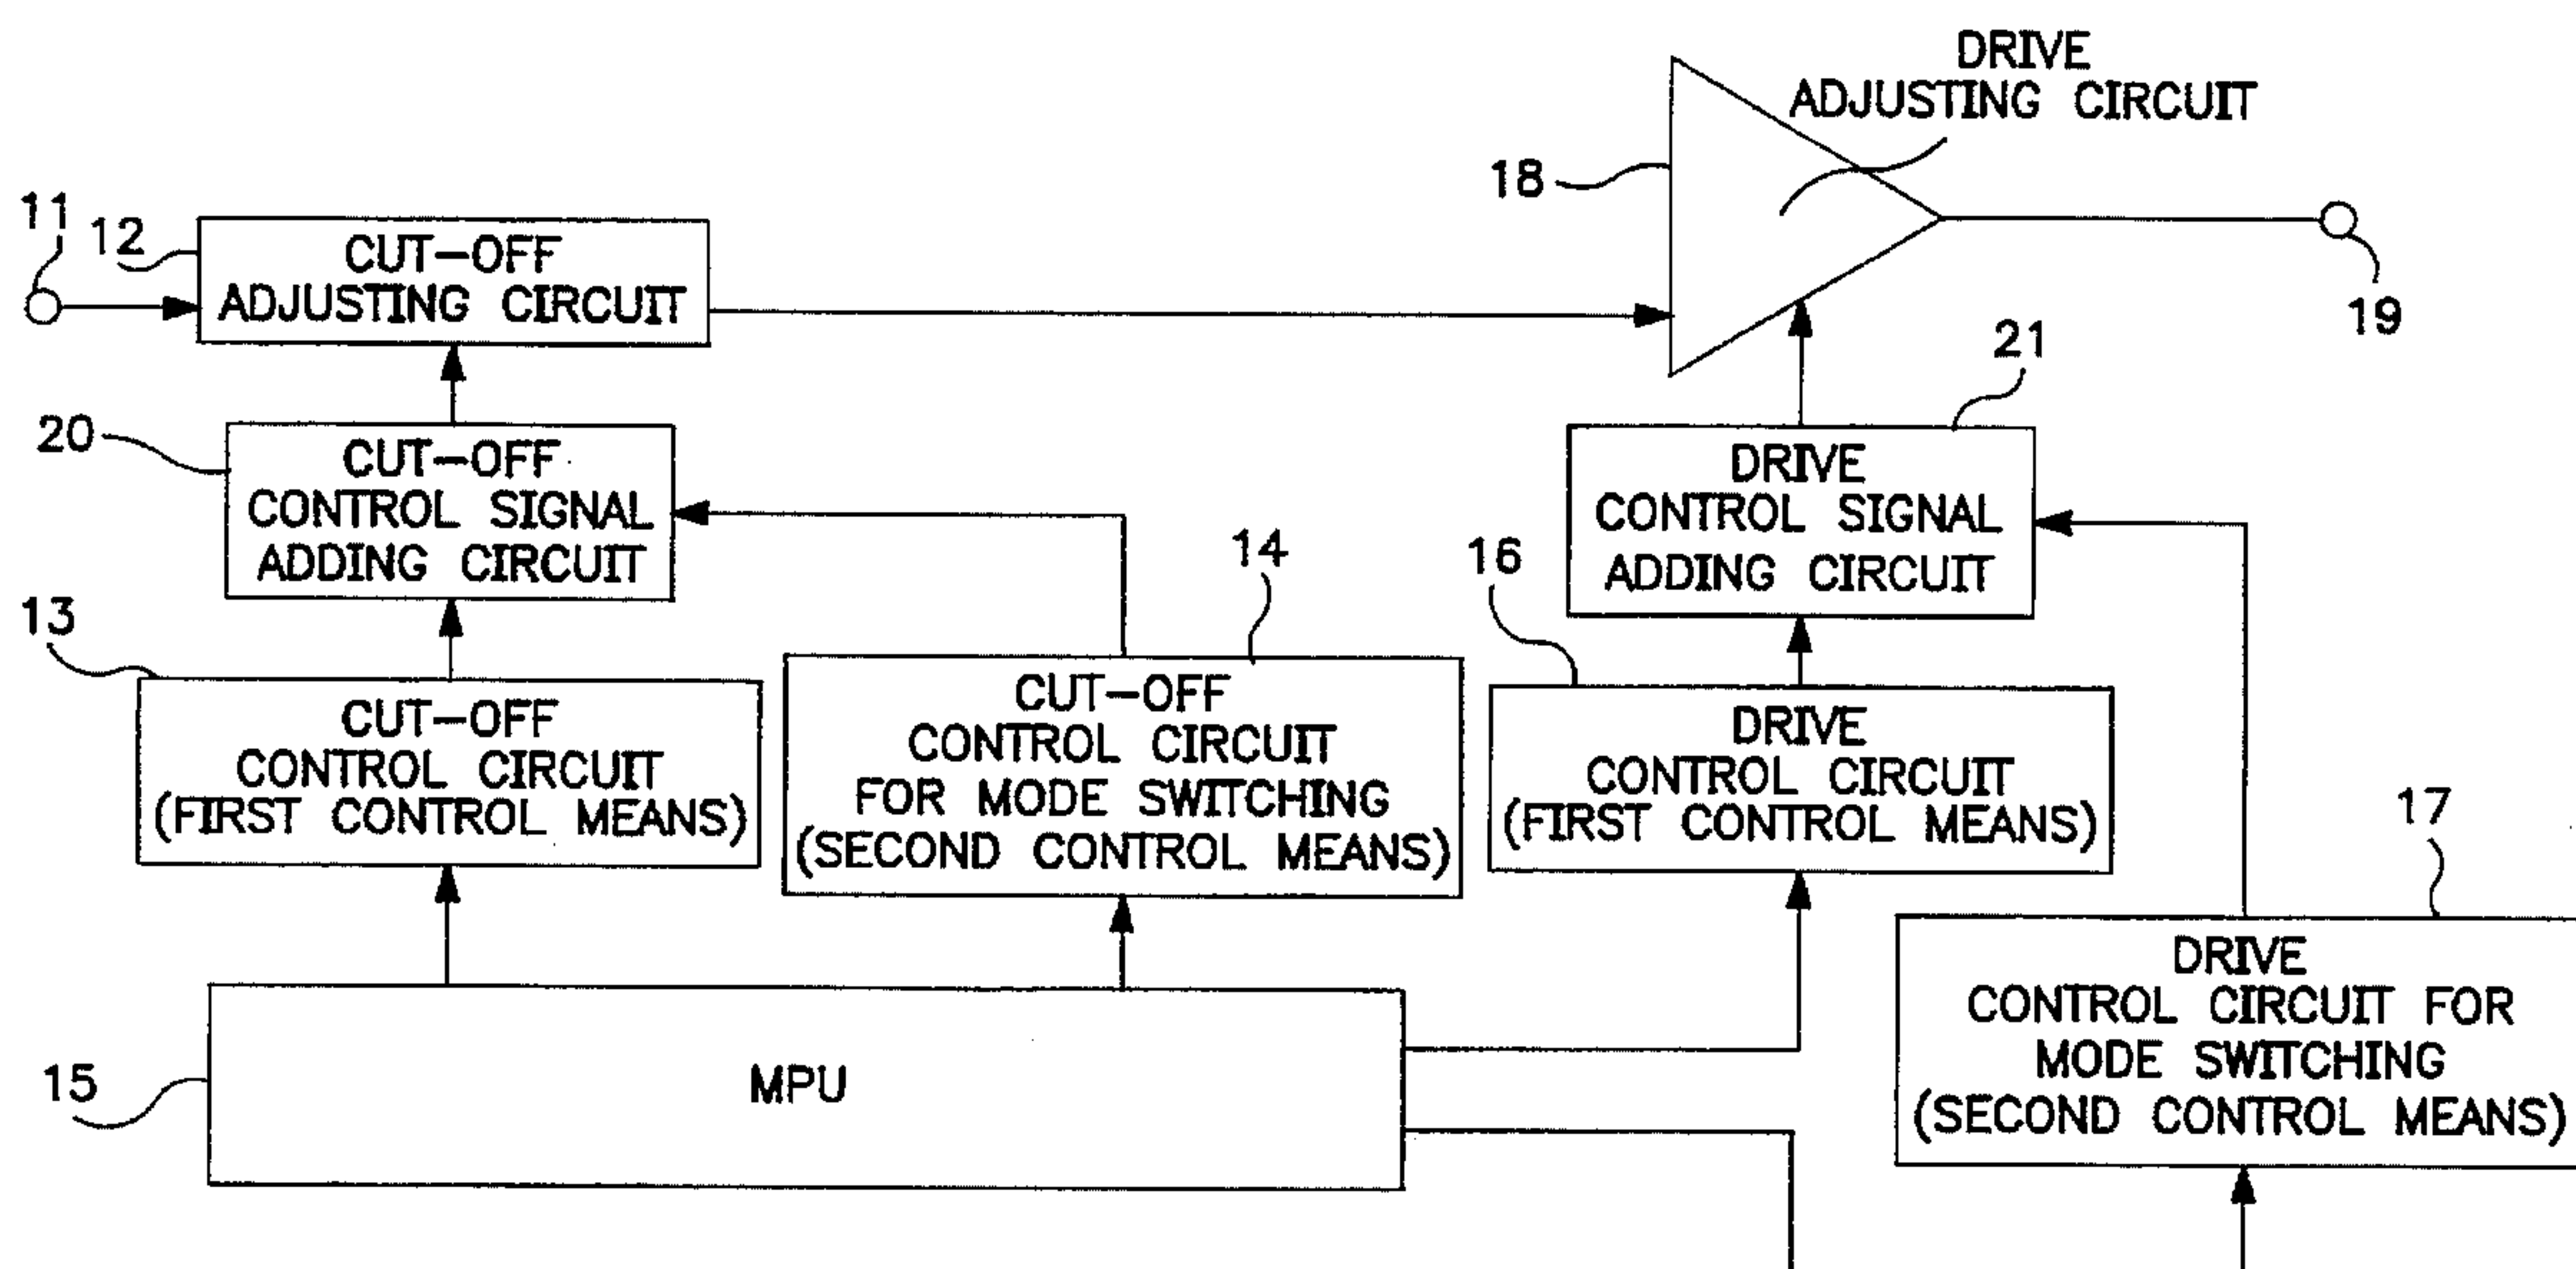 DRIVE
ADJUSTING CIRCUIT
18
11
12
CUT-OFF
ADJUSTING CIRCUIT
19
21
20
CUT-OFF
CONTROL SIGNAL
ADDING CIRCUIT
DRIVE
CONTROL SIGNAL
ADDING CIRCUIT
14
16
13
CUT-OFF
CONTROL CIRCUIT
(FIRST CONTROL MEANS)
CUT-OFF
CONTROL CIRCUIT
FOR MODE SWITCHING
(SECOND CONTROL MEANS)
DRIVE
CONTROL CIRCUIT
(FIRST CONTROL MEANS)
17
DRIVE
CONTROL CIRCUIT FOR
MODE SWITCHING
(SECOND CONTROL MEANS)
15
MPU